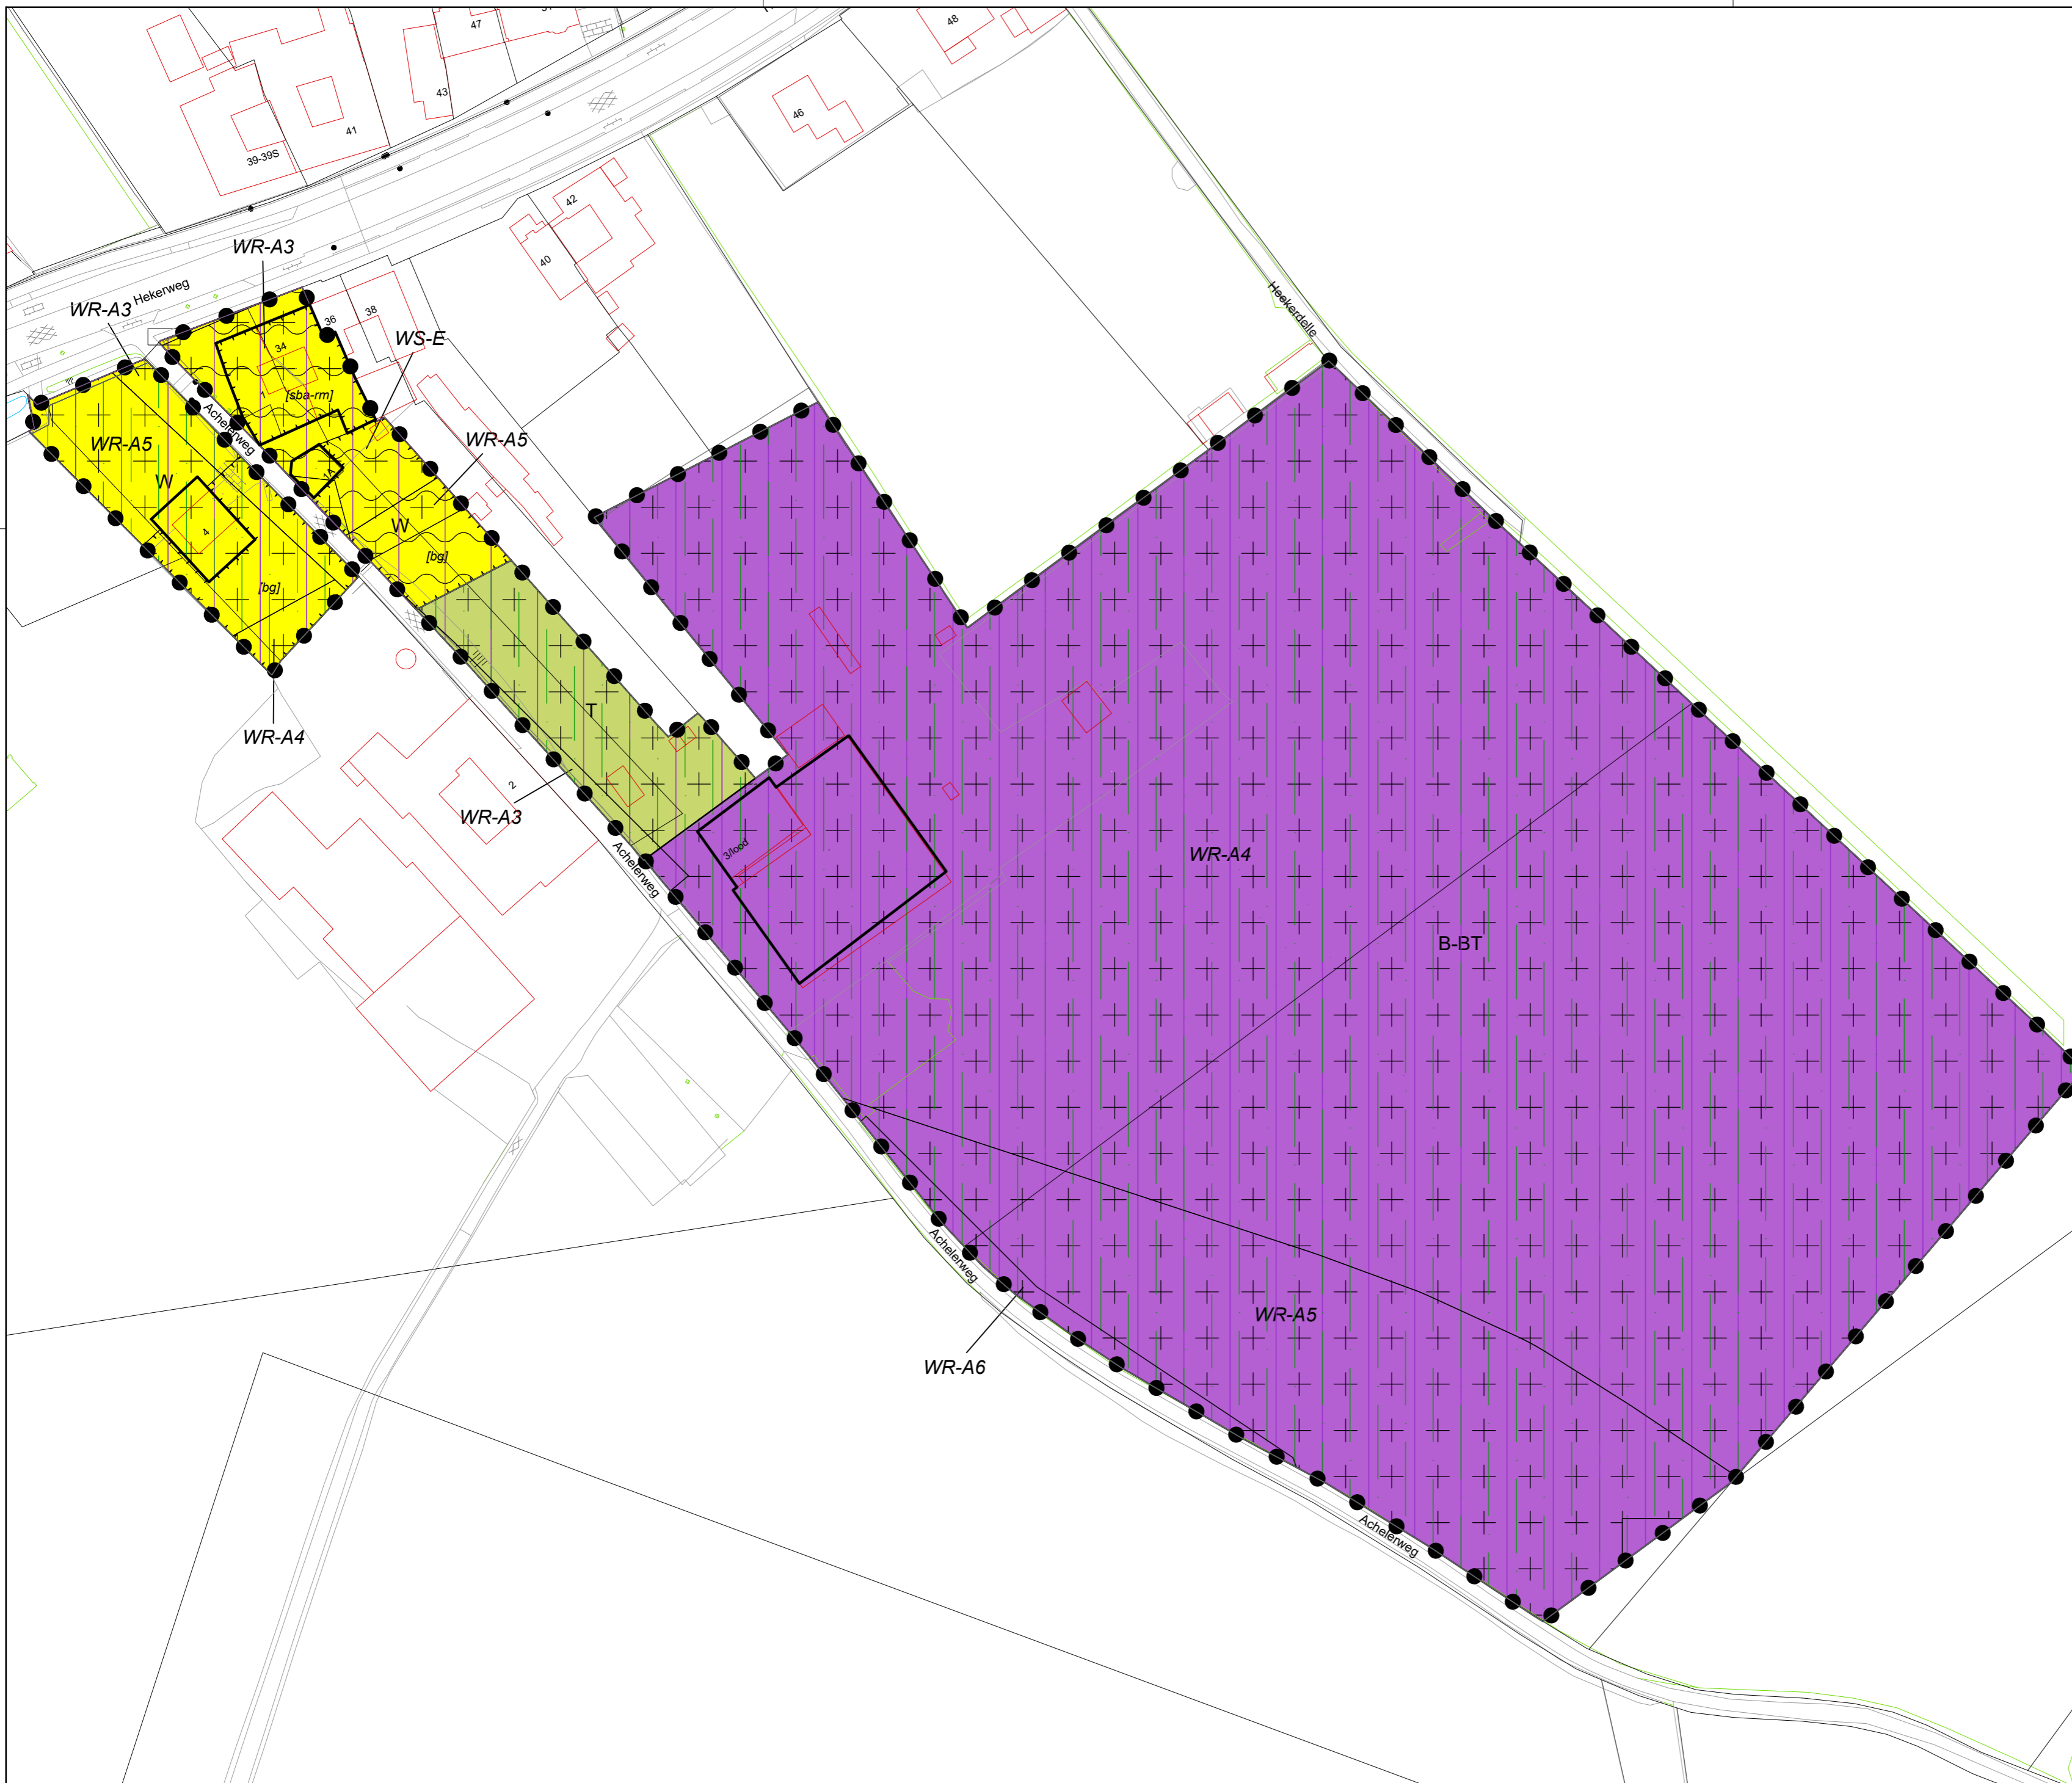 47
48
43
46
41
39-39S
42
40
WR-A3
Hekerweg
WR-A3
36
38
WS-E
34
1
[sba-rm]
Heekerdelle
Achelerweg
WR-A5
WR-A5
1A
W
W
4
[bg]
[bg]
T
WR-A4
2
WR-A3
3/lood
Achelerweg
WR-A4
B-BT
Achelerweg
WR-A5
WR-A6
Achelerweg